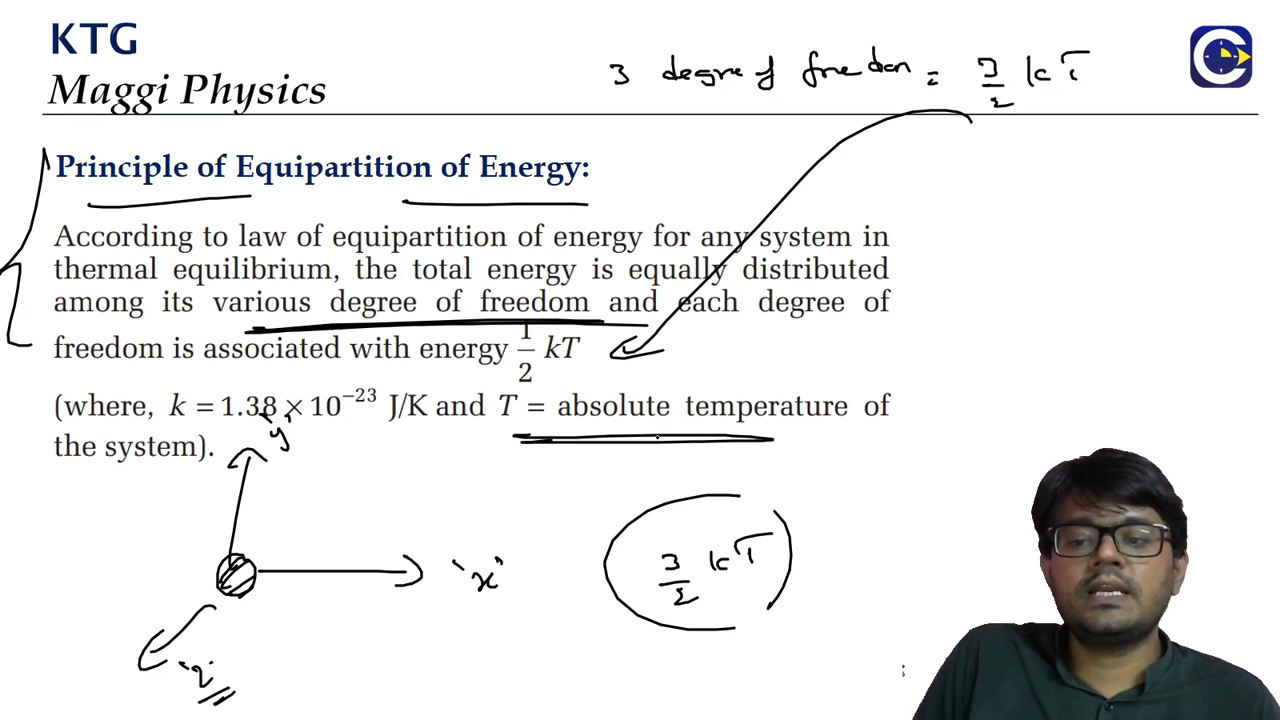 KTG
Maggi Physics
3 degree of freedom = 3/2 kT
Principle of Equipartition of Energy:
According to law of equipartition of energy for any system in
thermal equilibrium, the total energy is equally distributed
among its various degree of freedom and each degree of
freedom is associated with energy 1/2 kT
(where, k = 1.38 × 10⁻²³ J/K and T = absolute temperature of
the system).
'y'
'x'
3/2 kT
'z'